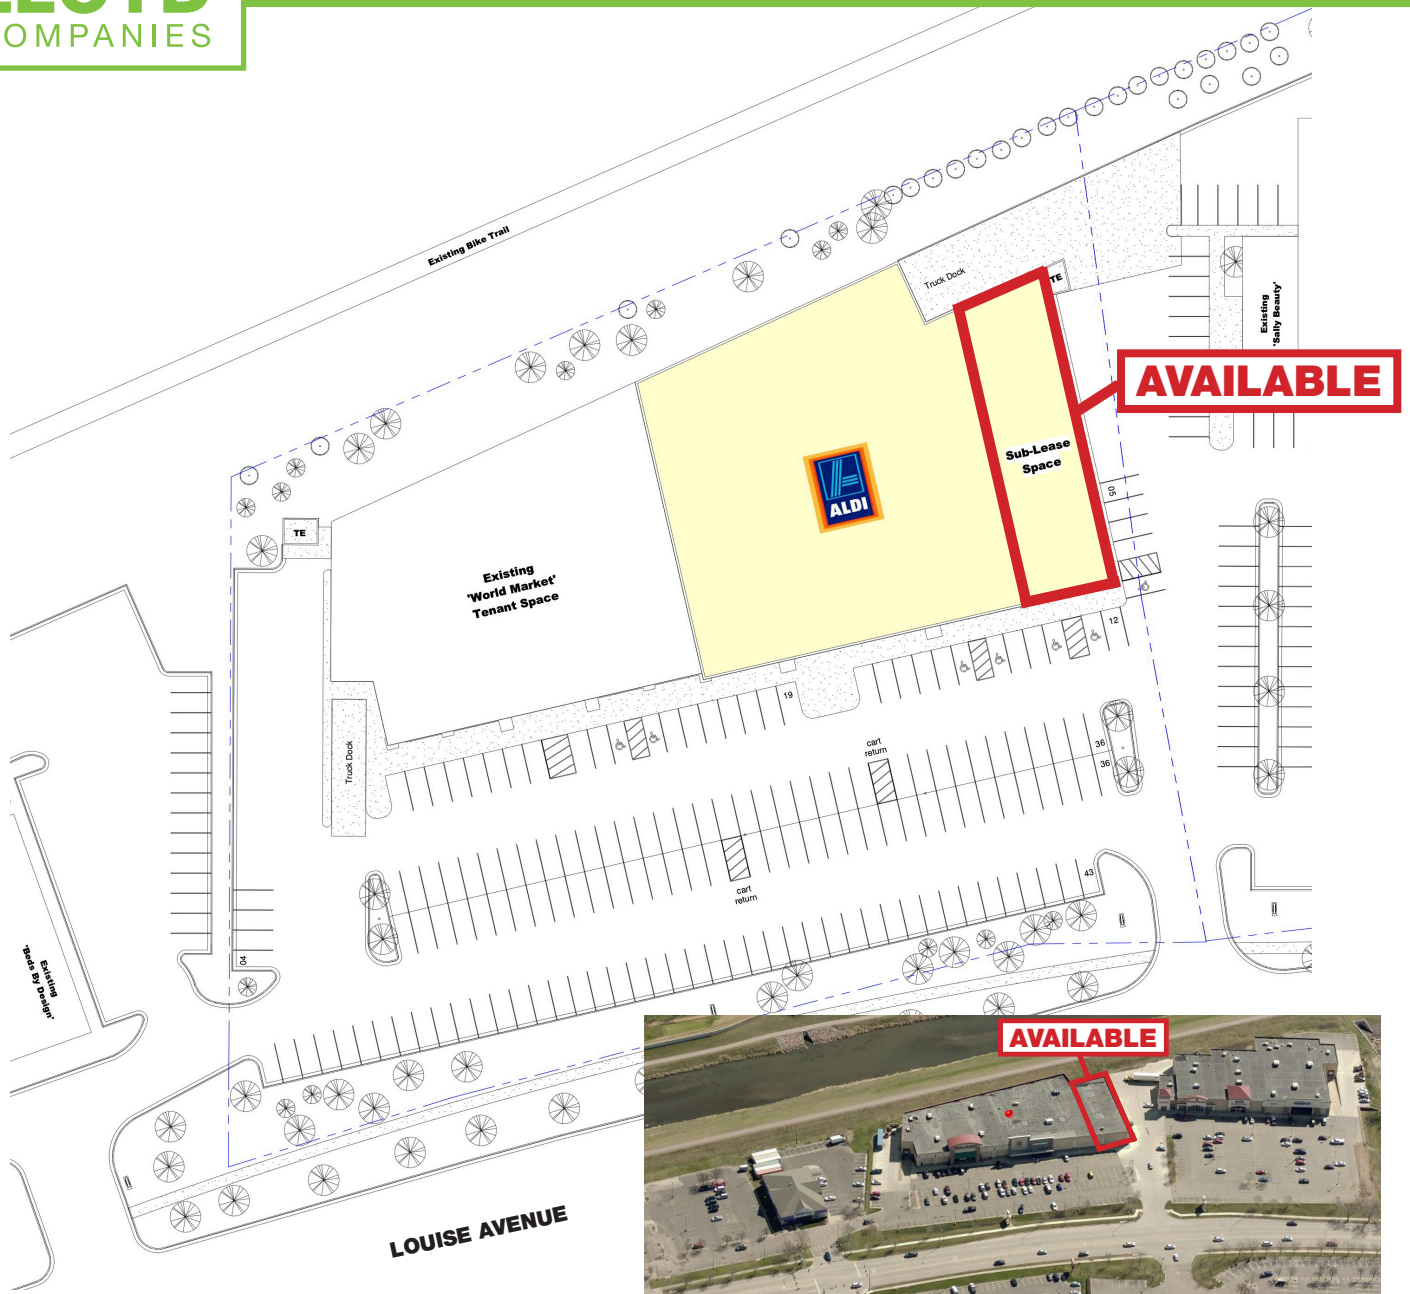 COMPANIES
Existing Bike Trail
Truck Dock
TE
Existing
'Sally Beauty'
AVAILABLE
Sub-Lease
Space
ALDI
05
TE
Existing
'World Market'
Tenant Space
12
19
Truck Dock
cart
return
36
36
cart
return
43
Existing
'Beds By Design'
04
AVAILABLE
LOUISE AVENUE